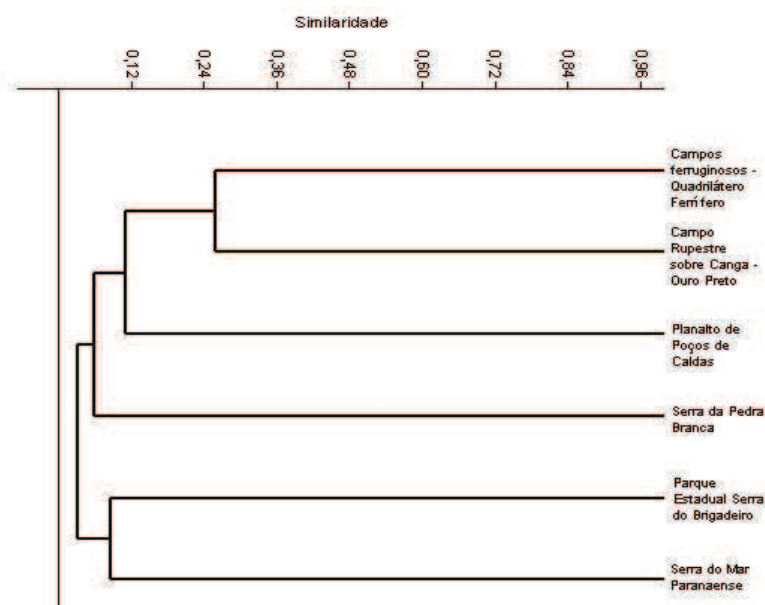 Similaridade
0,12
0,24
0,36
0,48
0,60
0,72
0,84
0,96
Campos
ferruginosos -
Quadrilátero
Ferrífero
Campo
Rupestre
sobre Canga -
Ouro Preto
Planalto de
Poços de
Caldas
Serra da Pedra
Branca
Parque
Estadual Serra
do Brigadeiro
Serra do Mar
Paranaense